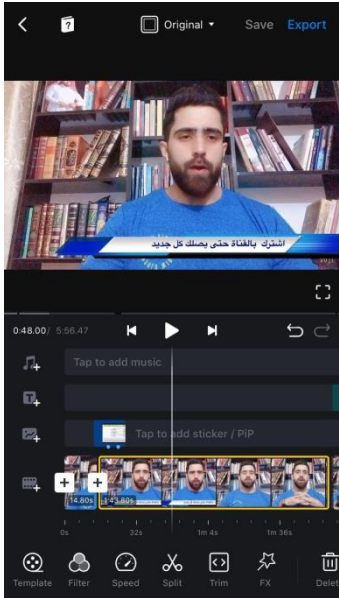 Original
Save
Export
اشترك بالقناة حتى يصلك كل جديد
0:48.00/ 5:56.47
Tap to add music
Tap to add sticker / PiP
14.80s
1:43.80s
0s
32s
1m 4s
1m 36s
Template
Filter
Speed
Split
Trim
FX
Delet